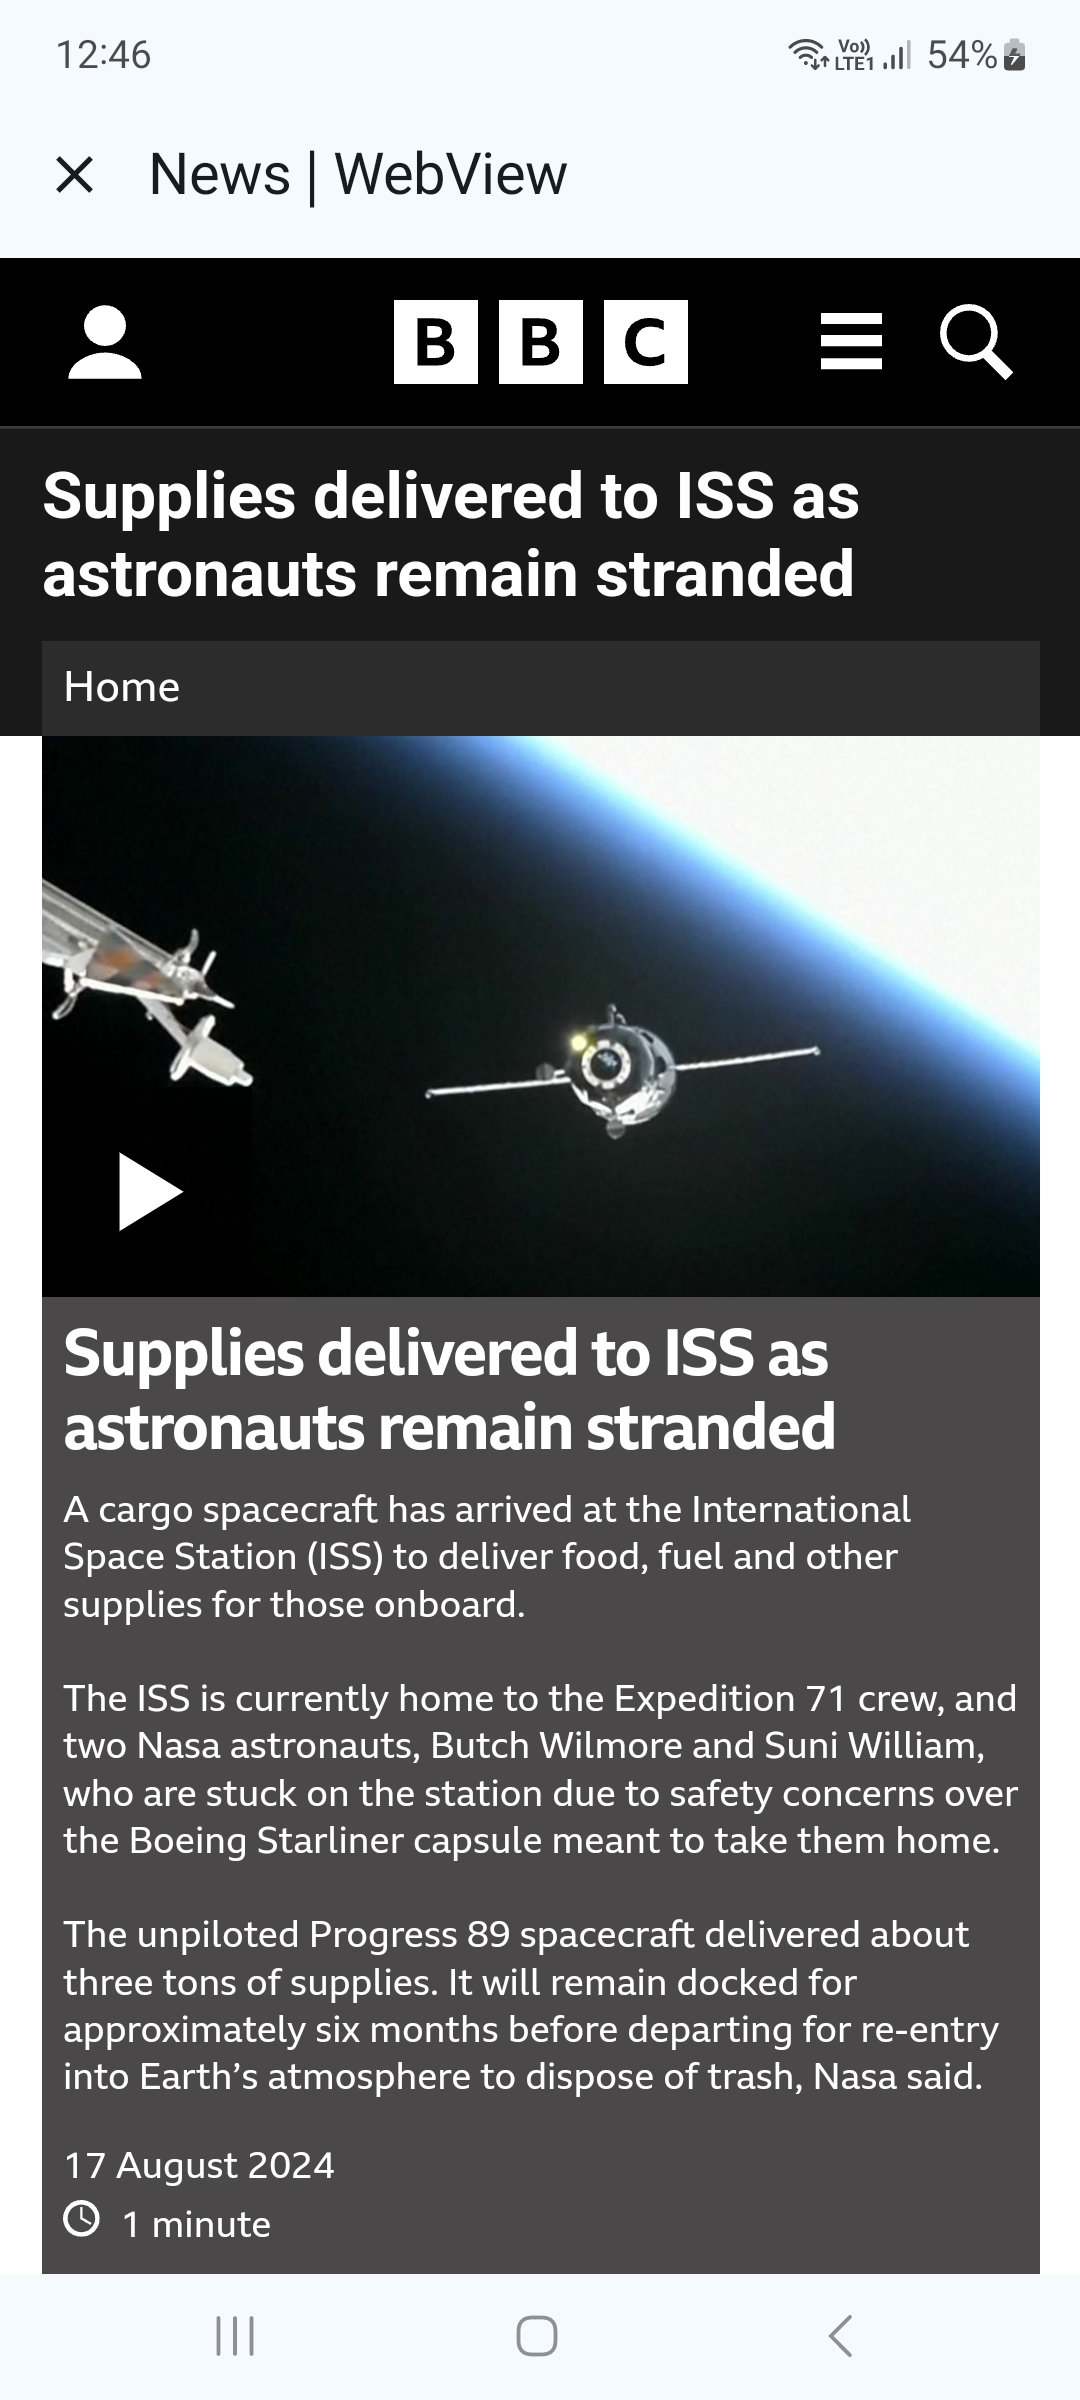 12:46
Vo)) LTE1 54%
News | WebView
BBC
Supplies delivered to ISS as
astronauts remain stranded
Home
Supplies delivered to ISS as
astronauts remain stranded
A cargo spacecraft has arrived at the International
Space Station (ISS) to deliver food, fuel and other
supplies for those onboard.
The ISS is currently home to the Expedition 71 crew, and
two Nasa astronauts, Butch Wilmore and Suni William,
who are stuck on the station due to safety concerns over
the Boeing Starliner capsule meant to take them home.
The unpiloted Progress 89 spacecraft delivered about
three tons of supplies. It will remain docked for
approximately six months before departing for re-entry
into Earth’s atmosphere to dispose of trash, Nasa said.
17 August 2024
1 minute